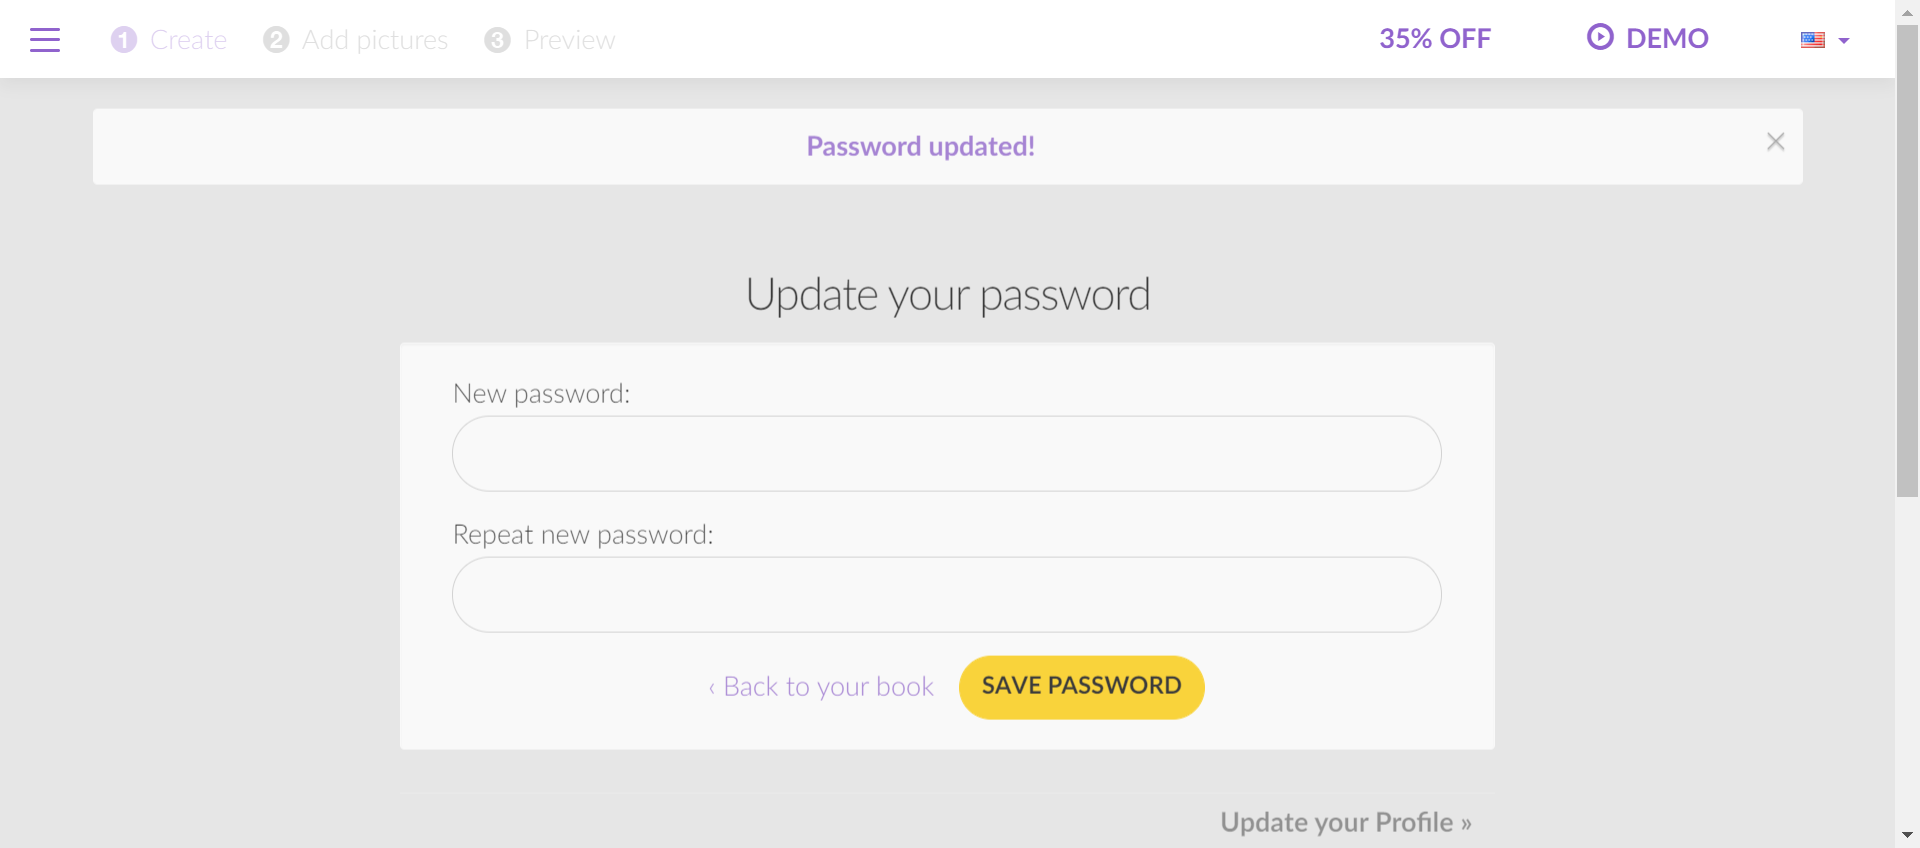 1 Create 2 Add pictures 3 Preview 35% OFF DEMO
Password updated!
Update your password
New password:
Repeat new password:
‹ Back to your book SAVE PASSWORD
Update your Profile »